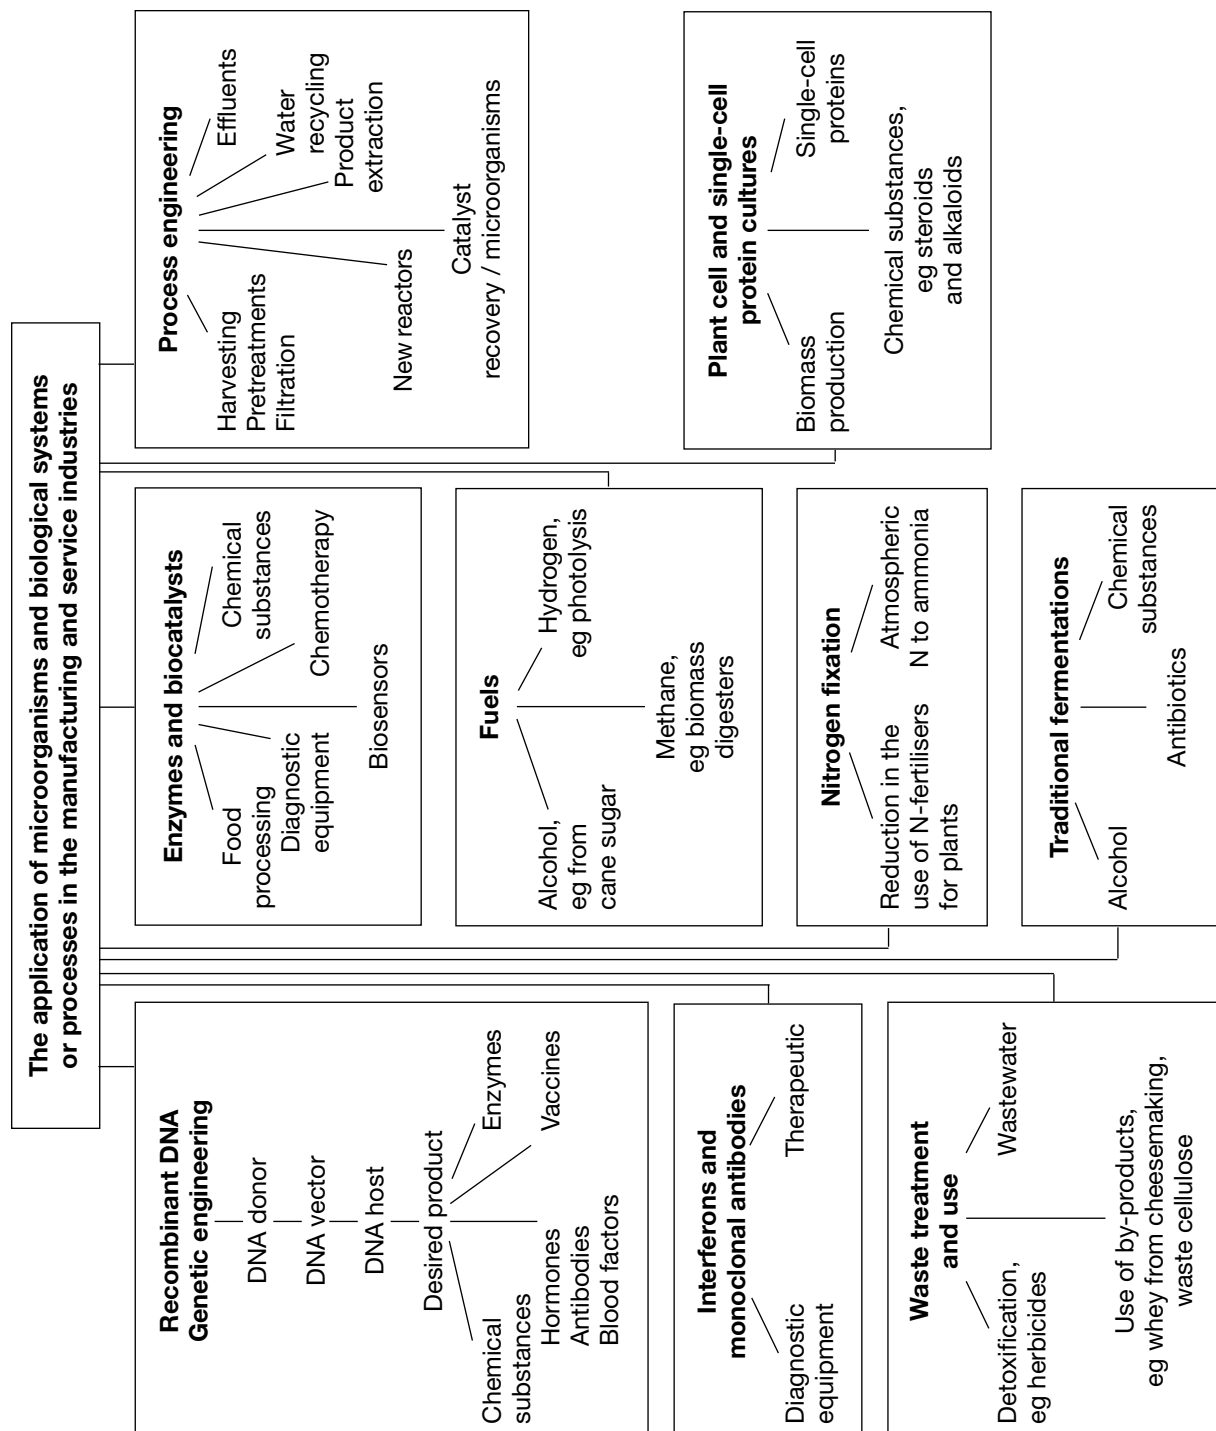 The application of microorganisms and biological systems
or processes in the manufacturing and service industries
Recombinant DNA
Genetic engineering
DNA donor
DNA vector
DNA host
Desired product
Chemical
substances
Hormones
Antibodies
Blood factors
Vaccines
Enzymes
Interferons and
monoclonal antibodies
Diagnostic
equipment
Therapeutic
Waste treatment
and use
Detoxification,
eg herbicides
Use of by-products,
eg whey from cheesemaking,
waste cellulose
Wastewater
Enzymes and biocatalysts
Food
processing
Diagnostic
equipment
Biosensors
Chemotherapy
Chemical
substances
Fuels
Alcohol,
eg from
cane sugar
Methane,
eg biomass
digesters
Hydrogen,
eg photolysis
Nitrogen fixation
Reduction in the
use of N-fertilisers
for plants
Atmospheric
N to ammonia
Traditional fermentations
Alcohol
Antibiotics
Chemical
substances
Process engineering
Harvesting
Pretreatments
Filtration
New reactors
Catalyst
recovery / microorganisms
Product
extraction
Water
recycling
Effluents
Plant cell and single-cell
protein cultures
Biomass
production
Chemical substances,
eg steroids
and alkaloids
Single-cell
proteins